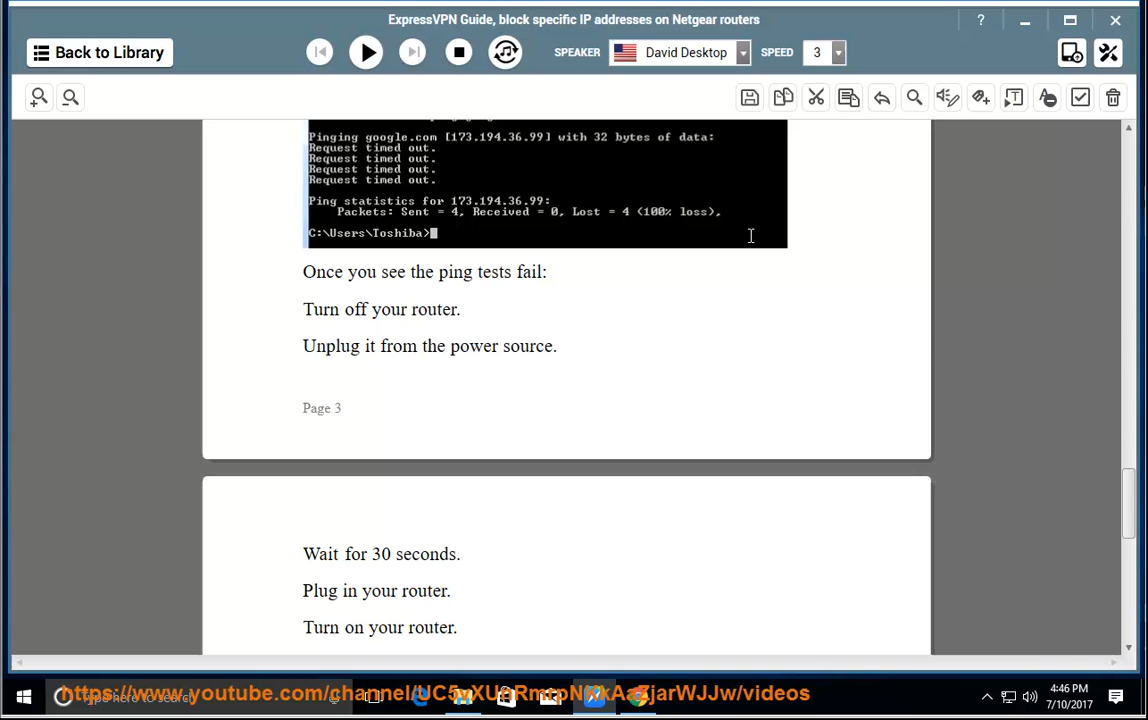 ExpressVPN Guide, block specific IP addresses on Netgear routers
Back to Library
SPEAKER
David Desktop
SPEED
3
Pinging google.com [173.194.36.99] with 32 bytes of data:
Request timed out.
Request timed out.
Request timed out.
Request timed out.
Ping statistics for 173.194.36.99:
Packets: Sent = 4, Received = 0, Lost = 4 (100% loss),
C:\Users\Toshiba>
Once you see the ping tests fail:
Turn off your router.
Unplug it from the power source.
Page 3
Wait for 30 seconds.
Plug in your router.
Turn on your router.
4:46 PM
7/10/2017